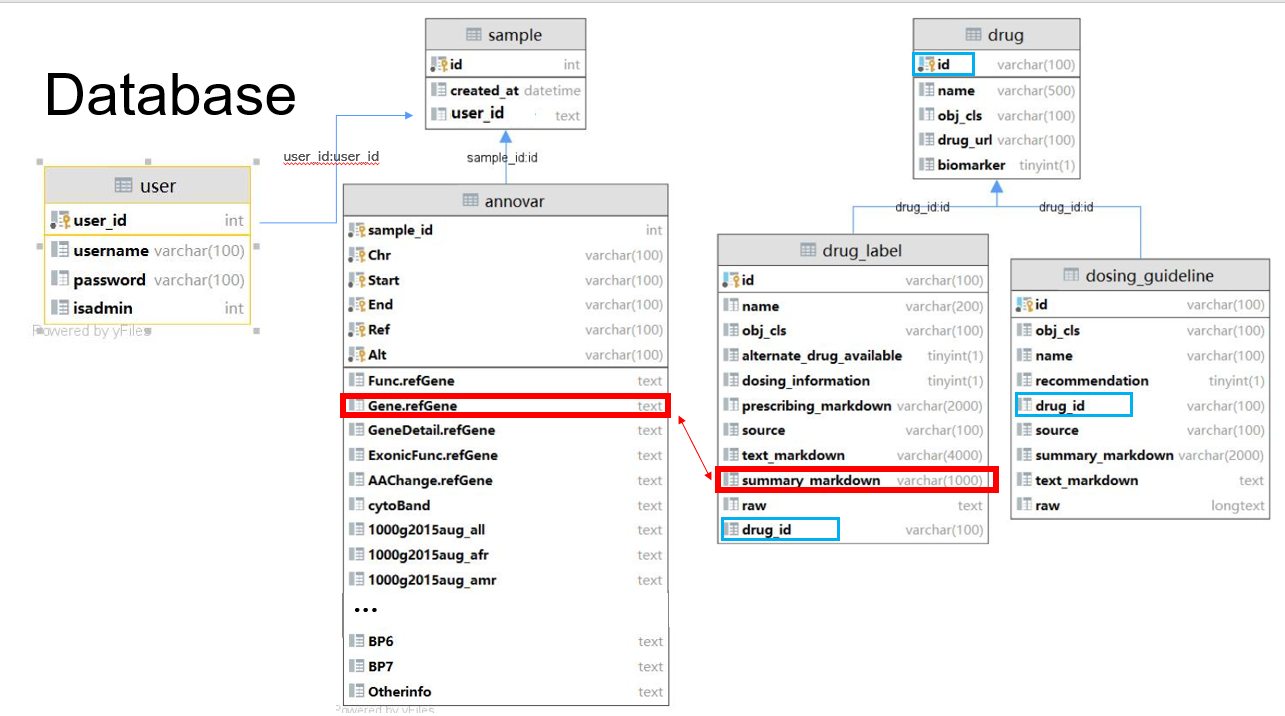 Database
user
user_id int
username varchar(100)
password varchar(100)
isadmin int
Powered by yFiles
user_id:user_id
sample
id int
created_at datetime
user_id text
sample_id:id
annovar
sample_id int
Chr varchar(100)
Start varchar(100)
End varchar(100)
Ref varchar(100)
Alt varchar(100)
Func.refGene text
Gene.refGene text
GeneDetail.refGene text
ExonicFunc.refGene text
AAChange.refGene text
cytoBand text
1000g2015aug_all text
1000g2015aug_afr text
1000g2015aug_amr text
...
BP6 text
BP7 text
Otherinfo text
Powered by yFiles
drug
id varchar(100)
name varchar(500)
obj_cls varchar(100)
drug_url varchar(100)
biomarker tinyint(1)
drug_id:id
drug_id:id
drug_label
id varchar(100)
name varchar(200)
obj_cls varchar(100)
alternate_drug_available tinyint(1)
dosing_information tinyint(1)
prescribing_markdown varchar(2000)
source varchar(100)
text_markdown varchar(4000)
summary_markdown varchar(1000)
raw text
drug_id varchar(100)
dosing_guideline
id varchar(100)
obj_cls varchar(100)
name varchar(100)
recommendation tinyint(1)
drug_id varchar(100)
source varchar(100)
summary_markdown varchar(2000)
text_markdown text
raw longtext